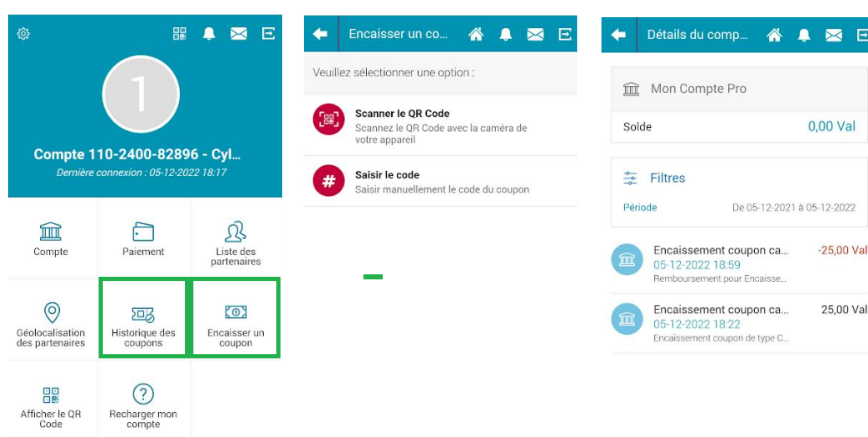 1
Compte 110-2400-82896 - Cyl...
Dernière connexion : 05-12-2022 18:17
Compte
Paiement
Liste des
partenaires
Géolocalisation
des partenaires
Historique des
coupons
Encaisser un
coupon
Afficher le QR
Code
Recharger mon
compte
Encaisser un co...
Veuillez sélectionner une option :
Scanner le QR Code
Scannez le QR Code avec la caméra de
votre appareil
#
Saisir le code
Saisir manuellement le code du coupon
Détails du comp...
Mon Compte Pro
Solde 0,00 Val
Filtres
Période De 05-12-2021 à 05-12-2022
Encaissement coupon ca... -25,00 Val
05-12-2022 18:59
Remboursement pour Encaisse...
Encaissement coupon ca... 25,00 Val
05-12-2022 18:22
Encaissement coupon de type C...